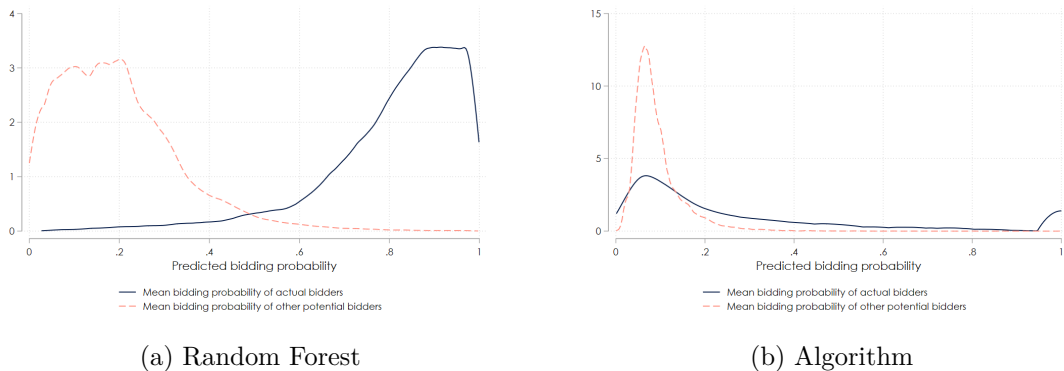 4
3
2
1
0
0
.2
.4
.6
.8
1
Predicted bidding probability
Mean bidding probability of actual bidders
Mean bidding probability of other potential bidders
(a) Random Forest
15
10
5
0
0
.2
.4
.6
.8
1
Predicted bidding probability
Mean bidding probability of actual bidders
Mean bidding probability of other potential bidders
(b) Algorithm